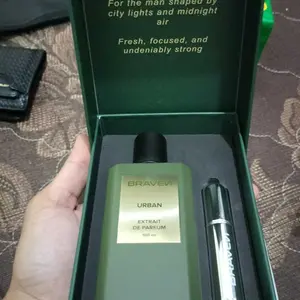 For the man shaped by
city lights and midnight
air
Fresh, focused, and
undeniably strong
BRAVEW
URBAN
EXTRAIT
DE PARFUM